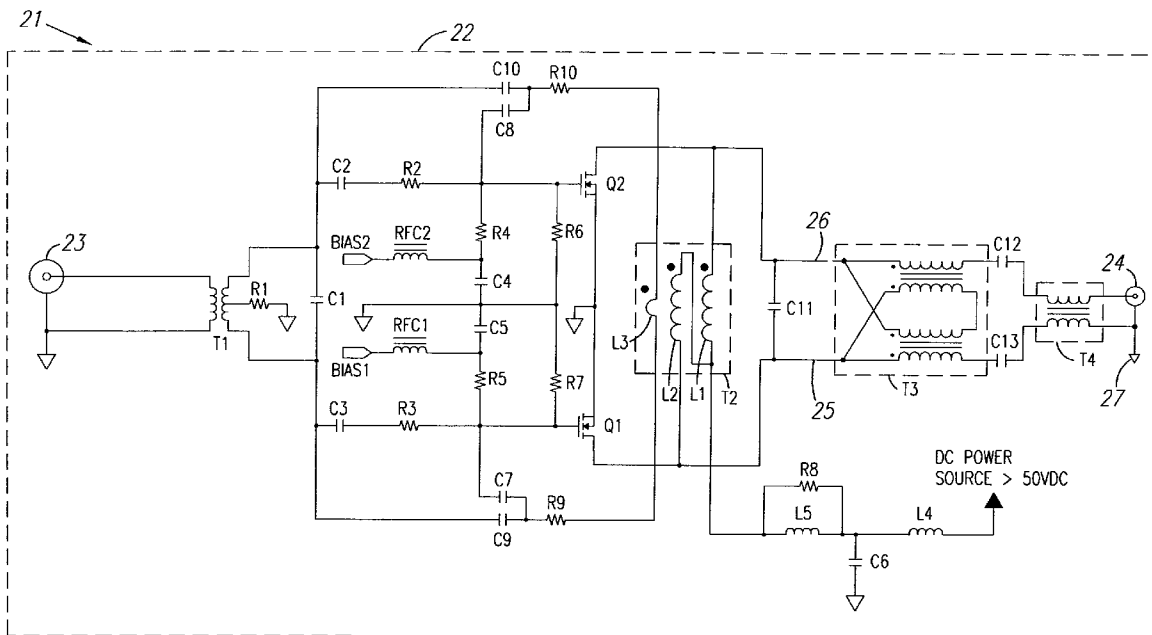 21
22
C10
R10
C8
C2
R2
Q2
23
BIAS2
RFC2
R4
R6
26
C12
24
R1
C1
C4
C11
T1
RFC1
C5
L3
C13
T4
BIAS1
L2
L1
T2
25
T3
27
R5
R7
C3
R3
Q1
DC POWER
SOURCE > 50VDC
C7
R9
R8
C9
L5
L4
C6